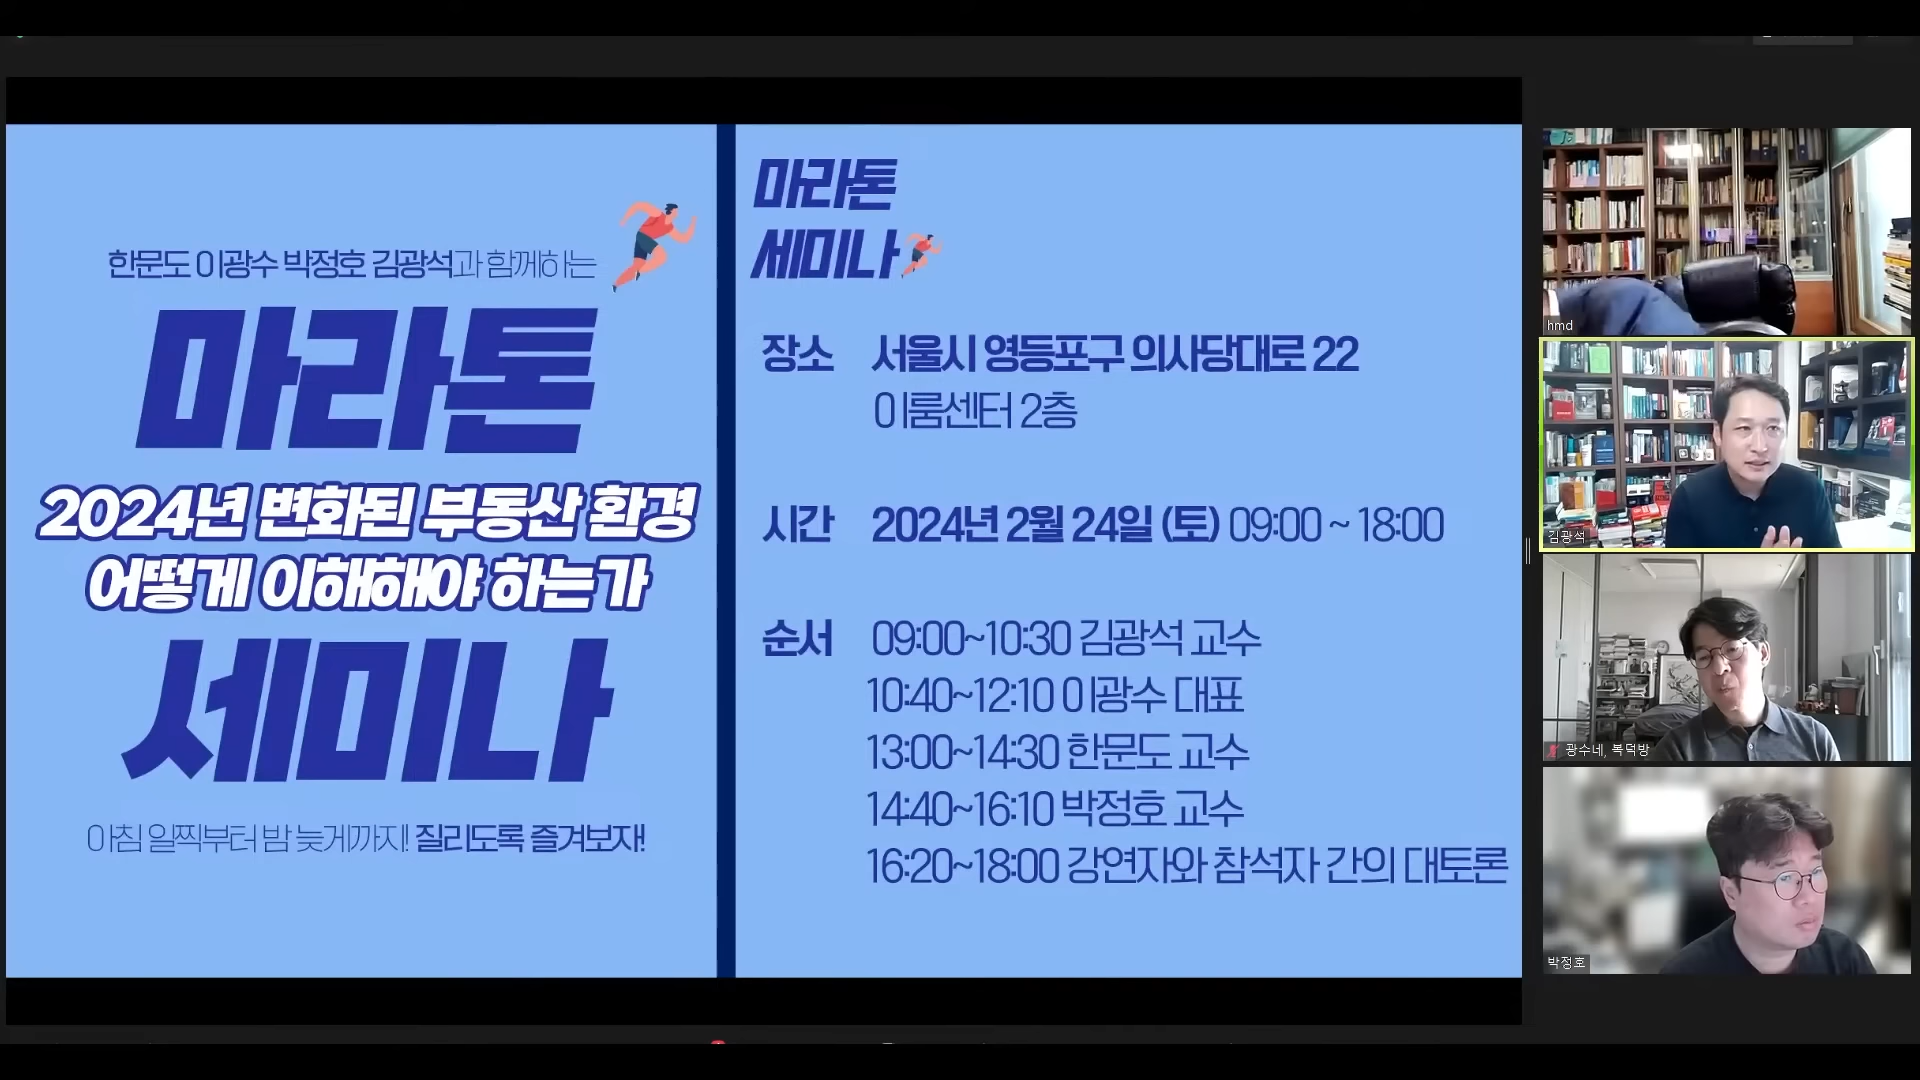 한문도 이광수 박정호 김광석과 함께하는
마라톤
2024년 변화된 부동산 환경
어떻게 이해해야 하는가
세미나
아침 일찍부터 밤 늦게까지! 질리도록 즐겨보자!
마라톤
세미나
장소 서울시 영등포구 의사당대로 22
이룸센터 2층
시간 2024년 2월 24일 (토) 09:00 ~ 18:00
순서 09:00~10:30 김광석 교수
10:40~12:10 이광수 대표
13:00~14:30 한문도 교수
14:40~16:10 박정호 교수
16:20~18:00 강연자와 참석자 간의 대토론
hmd
김광석
광수네, 복덕방
박정호